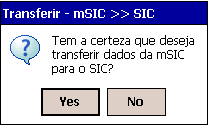 Transferir - mSIC >> SIC
Tem a certeza que deseja
transferir dados da mSIC
para o SIC?
Yes No